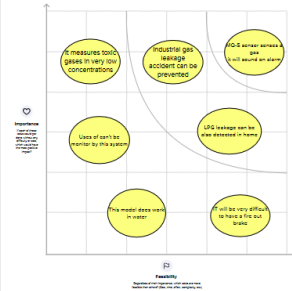 It measures toxic
gases in very low
concentrations
Industrial gas
leakage
accident can be
prevented
MQ-5 sensor senses a
gas
it will sound an alarm
Uses of can't be
monitor by this system
LPG leakage can be
also detected in home
This model does work
in water
IT will be very difficult
to have a fire out
brake
Importance
Feasibility